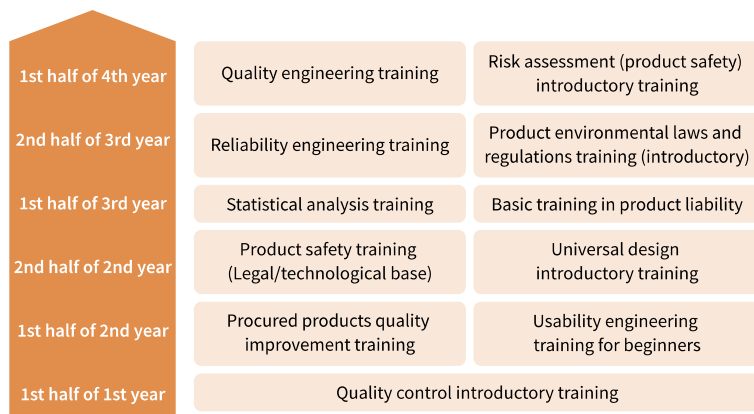 1st half of 4th year
Quality engineering training
Risk assessment (product safety)
introductory training
2nd half of 3rd year
Reliability engineering training
Product environmental laws and
regulations training (introductory)
1st half of 3rd year
Statistical analysis training
Basic training in product liability
2nd half of 2nd year
Product safety training
(Legal/technological base)
Universal design
introductory training
1st half of 2nd year
Procured products quality
improvement training
Usability engineering
training for beginners
1st half of 1st year
Quality control introductory training